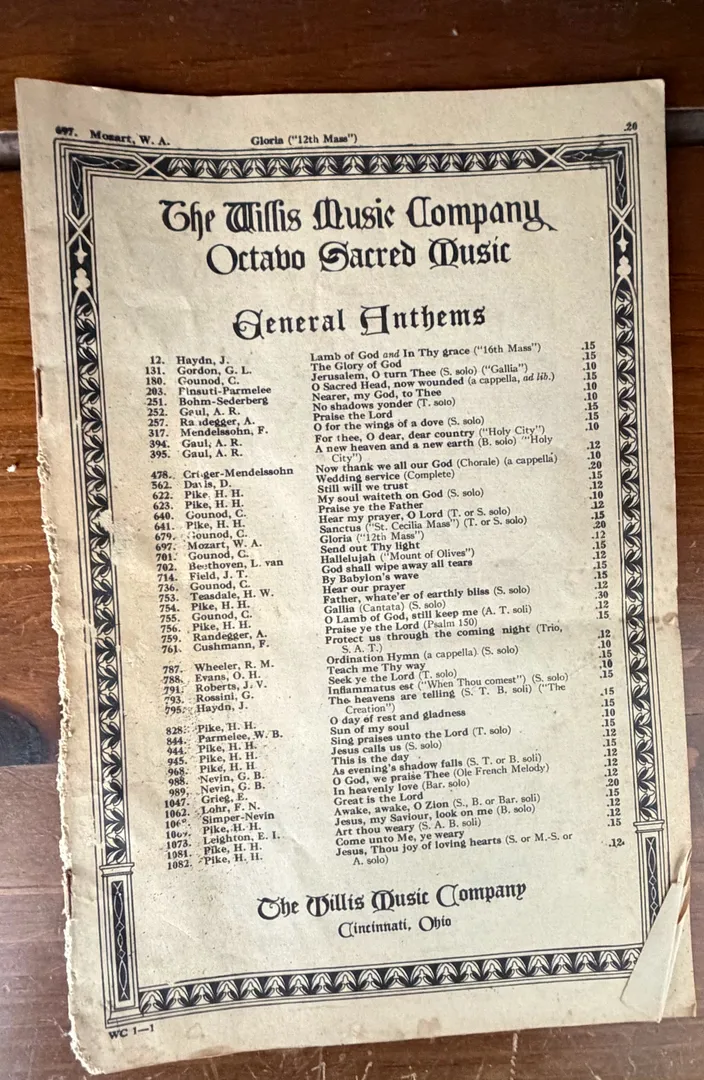 697. Mozart, W. A. Gloria ("12th Mass") .20
The Willis Music Company
Octavo Sacred Music
General Anthems
12. Haydn, J. Lamb of God and In Thy grace ("16th Mass") .15
131. Gordon, G. L. The Glory of God .15
180. Gounod, C. Jerusalem, O turn Thee (S. solo) ("Gallia") .10
203. Pinsuti-Parmelee O Sacred Head, now wounded (a cappella, ad lib.) .15
251. Bohm-Sederberg Nearer, my God, to Thee .10
252. Gaul, A. R. No shadows yonder (T. solo) .10
257. Randegger, A. Praise the Lord .15
317. Mendelssohn, F. O for the wings of a dove (S. solo) .15
394. Gaul, A. R. For thee, O dear, dear country ("Holy City") .10
395. Gaul, A. R. A new heaven and a new earth (B. solo) "Holy
City") .12
478. Crüger-Mendelssohn Now thank we all our God (Chorale) (a cappella) .10
562. Davis, D. Wedding service (Complete) .20
622. Pike, H. H. Still will we trust .15
623. Pike, H. H. My soul waiteth on God (S. solo) .12
640. Gounod, C. Praise ye the Father .10
641. Pike, H. H. Hear my prayer, O Lord (T. or S. solo) .12
679. Gounod, C. Sanctus ("St. Cecilia Mass") (T. or S. solo) .15
697. Mozart, W. A. Gloria ("12th Mass") .20
701. Gounod, C. Send out Thy light .12
702. Beethoven, L. van Hallelujah ("Mount of Olives") .15
714. Field, J. T. God shall wipe away all tears .12
736. Gounod, C. By Babylon's wave .15
753. Teasdale, H. W. Hear our prayer .15
754. Pike, H. H. Father, whate'er of earthly bliss (S. solo) .12
755. Gounod, C. Gallia (Cantata) (S. solo) .30
756. Pike, H. H. O Lamb of God, still keep me (A. T. soli) .12
759. Randegger, A. Praise ye the Lord (Psalm 150) .15
761. Cushmann, F. Protect us through the coming night (Trio,
S. A. T.) .12
787. Wheeler, R. M. Ordination Hymn (a cappella) (S. solo) .10
788. Evans, O. H. Teach me Thy way .15
791. Roberts, J. V. Seek ye the Lord (T. solo) .10
793. Rossini, G. Inflammatus est ("When Thou comest") (S. solo) .15
795. Haydn, J. The heavens are telling (S. T. B. soli) ("The
Creation") .15
828. Pike, H. H. O day of rest and gladness .15
844. Parmelee, W. B. Sun of my soul .10
944. Pike, H. H. Sing praises unto the Lord (T. solo) .15
945. Pike, H. H. Jesus calls us (S. solo) .12
968. Pike, H. H. This is the day .15
988. Nevin, G. B. As evening's shadow falls (S. T. or B. soli) .12
989. Nevin, G. B. O God, we praise Thee (Ole French Melody) .12
1047. Grieg, E. In heavenly love (Bar. solo) .12
1062. Lohr, F. N. Great is the Lord .20
Simper-Nevin Awake, awake, O Zion (S., B. or Bar. soli) .15
1069. Pike, H. H. Jesus, my Saviour, look on me (B. solo) .12
1073. Leighton, E. I. Art thou weary (S. A. B. soli) .12
1081. Pike, H. H. Come unto Me, ye weary .15
1082. Pike, H. H. Jesus, Thou joy of loving hearts (S. or M.-S. or
A. solo) .12
The Willis Music Company
Cincinnati, Ohio
WC 1—1